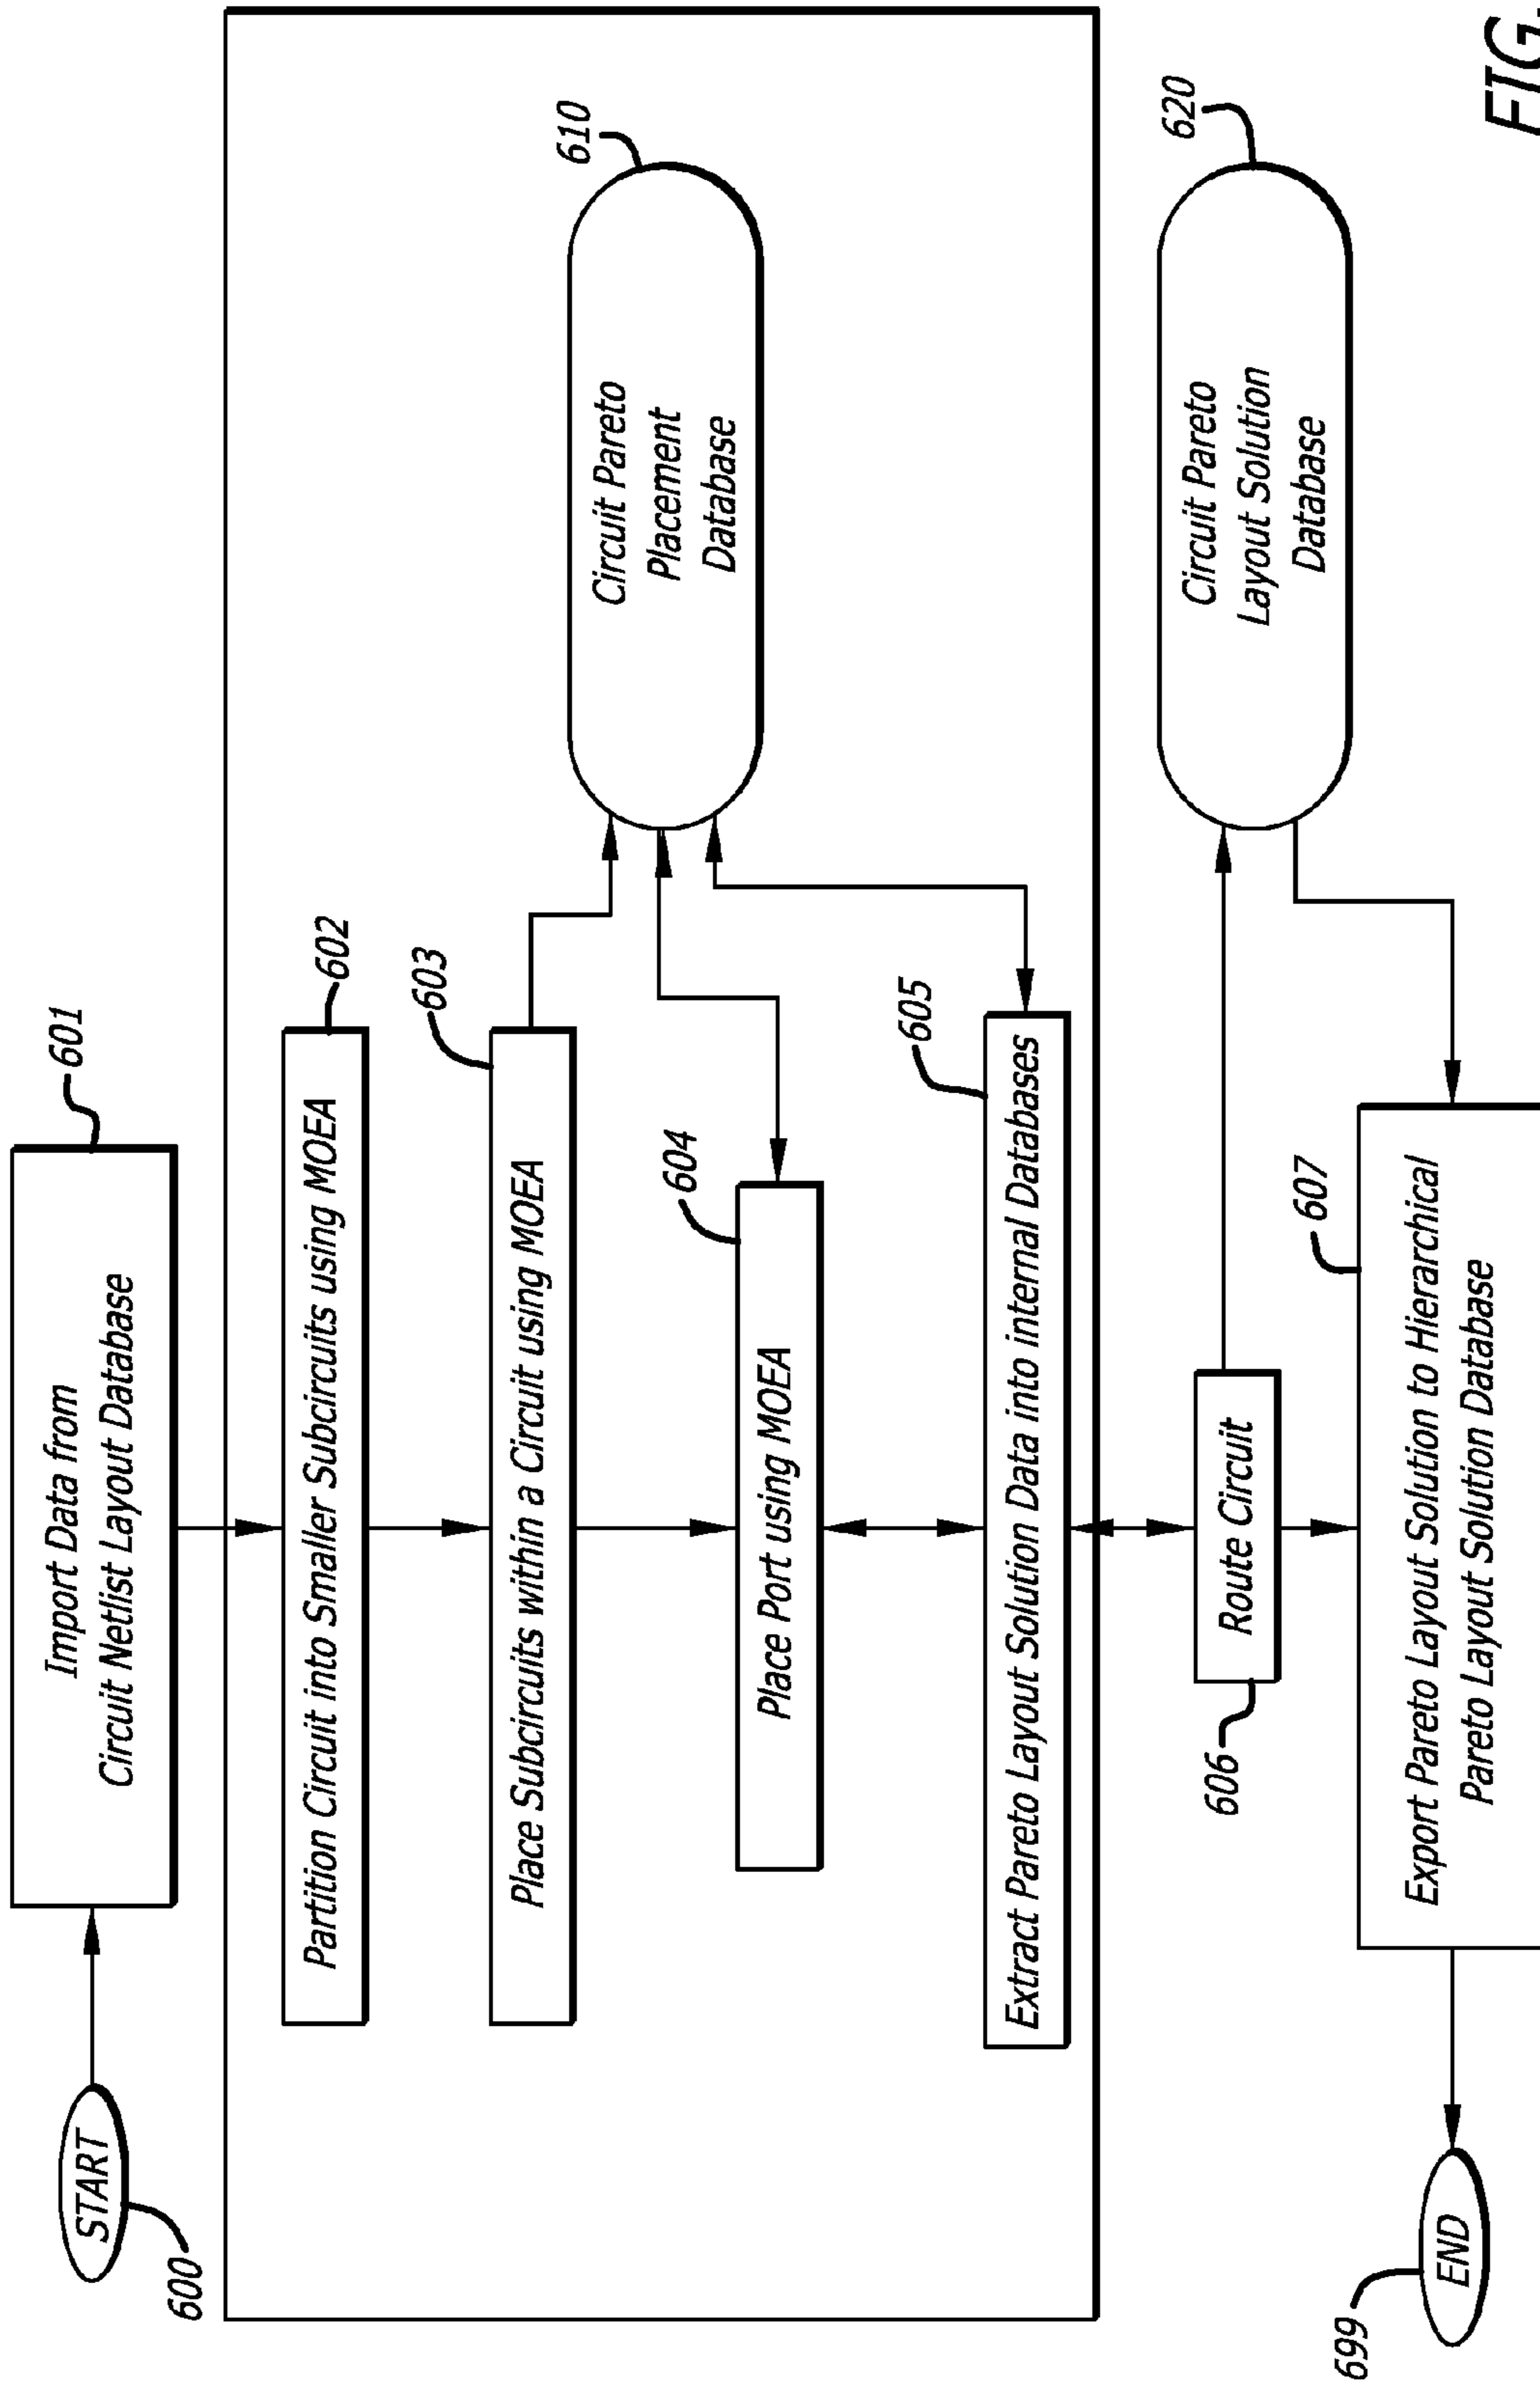 START
600
Import Data from
Circuit Netlist Layout Database
601
Partition Circuit into Smaller Subcircuits using MOEA
602
Place Subcircuits within a Circuit using MOEA
603
Circuit Pareto
Placement
Database
610
Place Port using MOEA
604
Extract Pareto Layout Solution Data into internal Databases
605
Route Circuit
606
Circuit Pareto
Layout Solution
Database
620
Export Pareto Layout Solution to Hierarchical
Pareto Layout Solution Database
607
END
699
FIG.